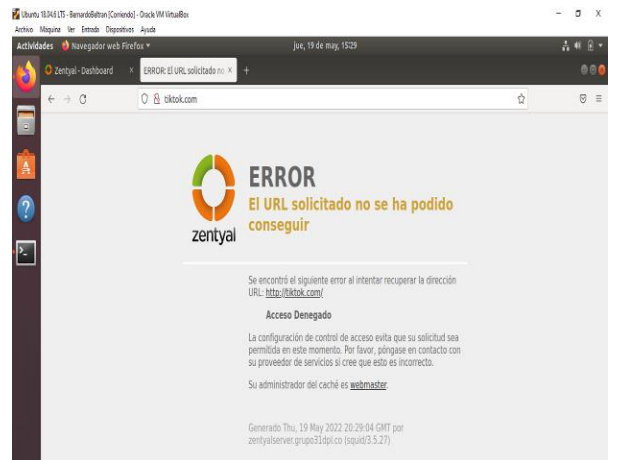 Ubuntu 18.04.6 LTS - BernardoBeltran [Corriendo] - Oracle VM VirtualBox
Archivo Máquina Ver Entrada Dispositivos Ayuda
Actividades Navegador web Firefox jue, 19 de may, 15:29
Zentyal - Dashboard ERROR: El URL solicitado no
tiktok.com
ERROR
El URL solicitado no se ha podido
conseguir
zentyal
Se encontró el siguiente error al intentar recuperar la dirección
URL: http://tiktok.com/
Acceso Denegado
La configuración de control de acceso evita que su solicitud sea
permitida en este momento. Por favor, póngase en contacto con
su proveedor de servicios si cree que esto es incorrecto.
Su administrador del caché es webmaster.
Generado Thu, 19 May 2022 20:29:04 GMT por
zentyalserver.grupo31dpl.co (squid/3.5.27)